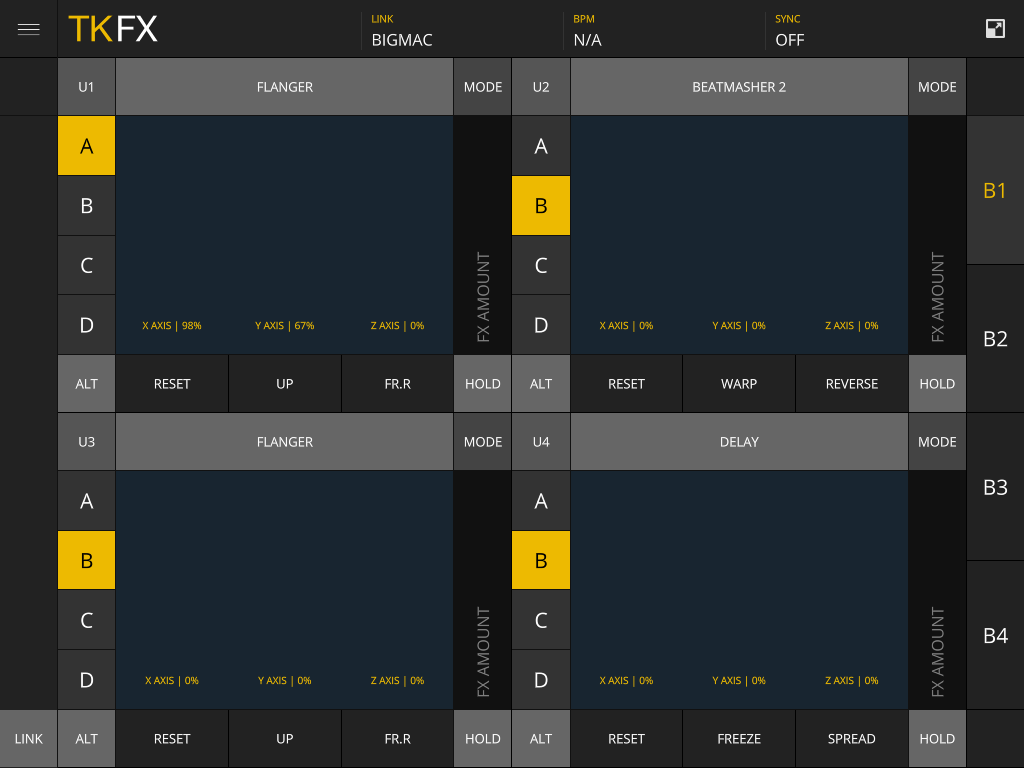 TKFX
LINK
BIGMAC
BPM
N/A
SYNC
OFF
U1 FLANGER MODE U2 BEATMASHER 2 MODE
A
B
C
D
X AXIS | 98% Y AXIS | 67% Z AXIS | 0%
FX AMOUNT
A
B
C
D
X AXIS | 0% Y AXIS | 0% Z AXIS | 0%
FX AMOUNT
ALT RESET UP FR.R HOLD ALT RESET WARP REVERSE HOLD
U3 FLANGER MODE U4 DELAY MODE
A
B
C
D
X AXIS | 0% Y AXIS | 0% Z AXIS | 0%
FX AMOUNT
A
B
C
D
X AXIS | 0% Y AXIS | 0% Z AXIS | 0%
FX AMOUNT
LINK ALT RESET UP FR.R HOLD ALT RESET FREEZE SPREAD HOLD
B1
B2
B3
B4